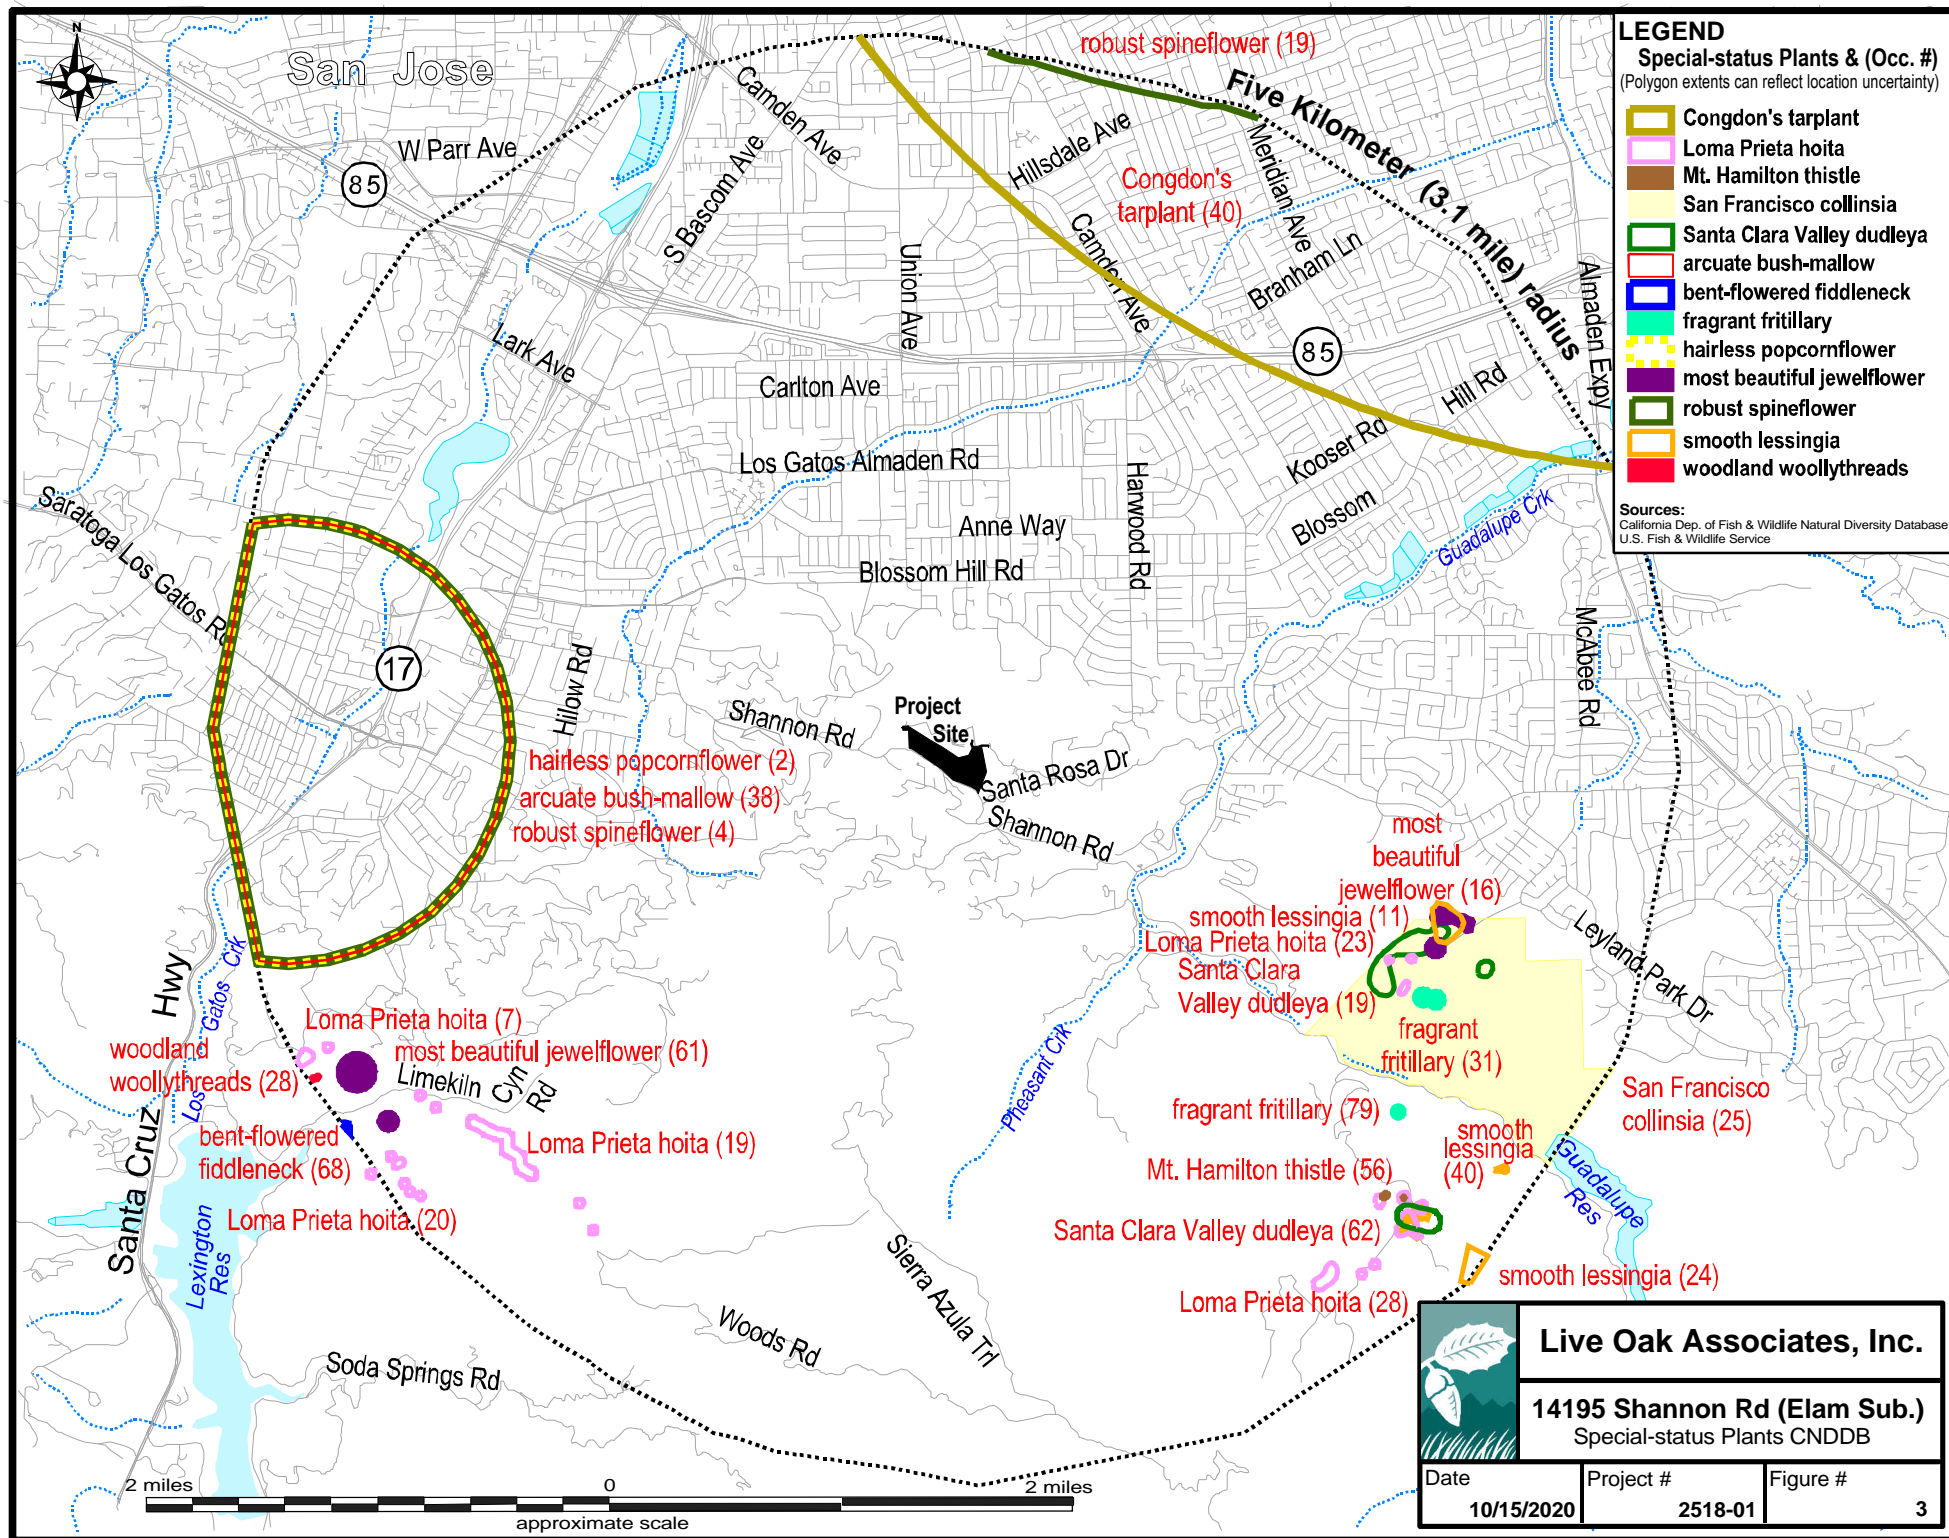 N
San Jose
robust spineflower (19)
Five Kilometer (3.1 mile) radius
Camden Ave
W Parr Ave
85
S Bascom Ave
Hillsdale Ave
Meridian Ave
Congdon's
tarplant (40)
Union Ave
Camden Ave
Branham Ln
Almaden Expy
Lark Ave
85
Carlton Ave
Hill Rd
Kooser Rd
Los Gatos Almaden Rd
Harwood Rd
Blossom
Guadalupe Crk
Saratoga Los Gatos Rd
Anne Way
Blossom Hill Rd
McAbee Rd
17
Hilow Rd
Shannon Rd
Project
Site
Santa Rosa Dr
Shannon Rd
hairless popcornflower (2)
arcuate bush-mallow (38)
robust spineflower (4)
most
beautiful
jewelflower (16)
smooth lessingia (11)
Loma Prieta hoita (23)
Santa Clara
Valley dudleya (19)
Leyland Park Dr
fragrant
fritillary (31)
Los Gatos Crk
Santa Cruz Hwy
Loma Prieta hoita (7)
woodland
woollythreads (28)
most beautiful jewelflower (61)
Limekiln Cyn Rd
Pheasant Crk
San Francisco
collinsia (25)
fragrant fritillary (79)
bent-flowered
fiddleneck (68)
Loma Prieta hoita (19)
smooth
lessingia
(40)
Mt. Hamilton thistle (56)
Guadalupe
Res
Loma Prieta hoita (20)
Santa Clara Valley dudleya (62)
Lexington
Res
Sierra Azula Trl
smooth lessingia (24)
Loma Prieta hoita (28)
Woods Rd
Soda Springs Rd
2 miles
0
2 miles
approximate scale
LEGEND
Special-status Plants & (Occ. #)
(Polygon extents can reflect location uncertainty)
Congdon's tarplant
Loma Prieta hoita
Mt. Hamilton thistle
San Francisco collinsia
Santa Clara Valley dudleya
arcuate bush-mallow
bent-flowered fiddleneck
fragrant fritillary
hairless popcornflower
most beautiful jewelflower
robust spineflower
smooth lessingia
woodland woollythreads
Sources:
California Dep. of Fish & Wildlife Natural Diversity Database
U.S. Fish & Wildlife Service
Live Oak Associates, Inc.
14195 Shannon Rd (Elam Sub.)
Special-status Plants CNDDB
Date
10/15/2020
Project #
2518-01
Figure #
3